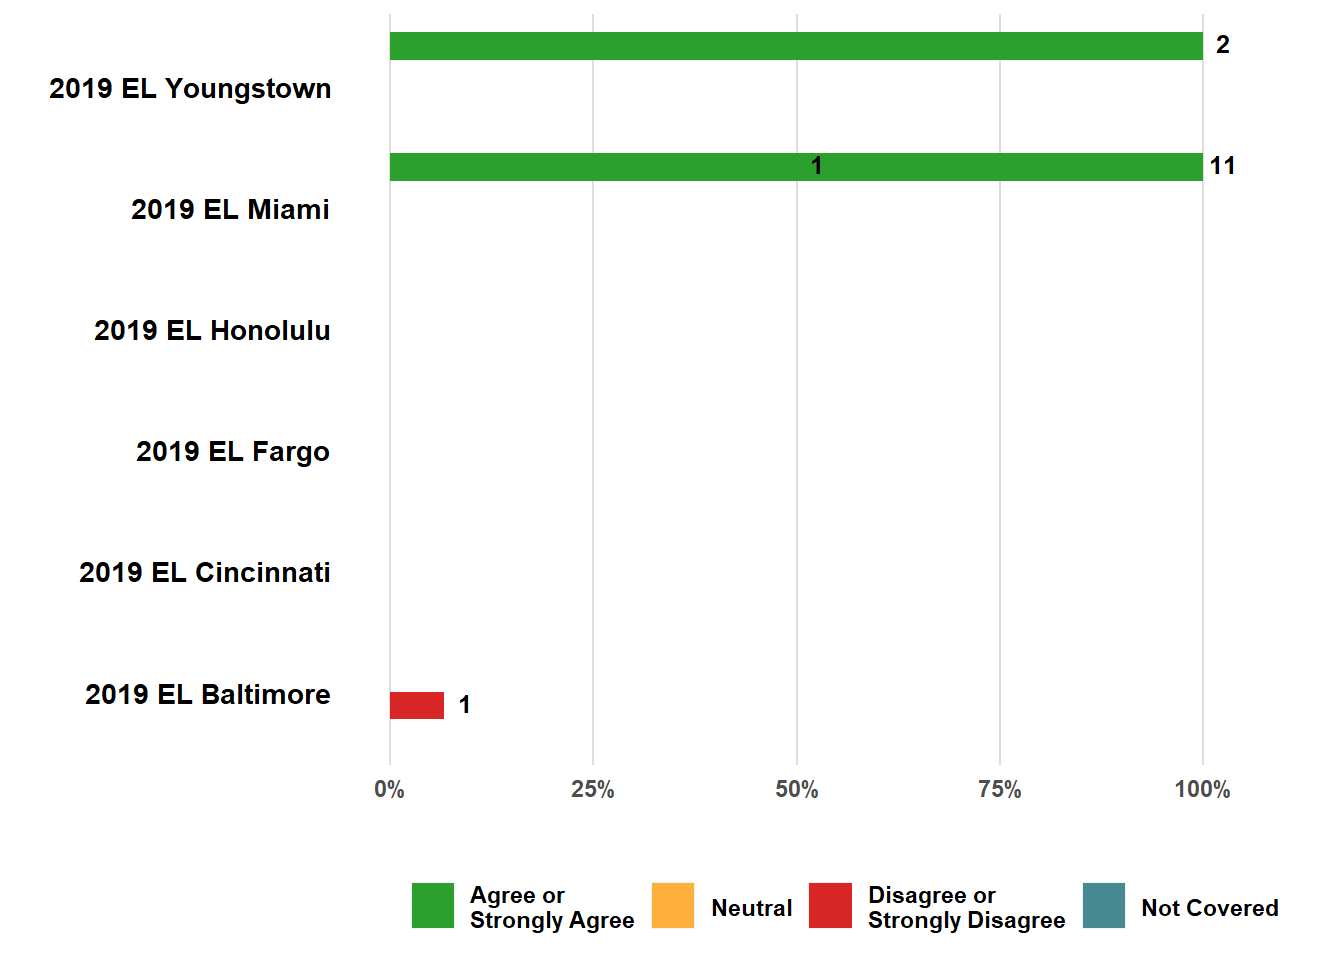 2
2019 EL Youngstown
1
11
2019 EL Miami
2019 EL Honolulu
2019 EL Fargo
2019 EL Cincinnati
2019 EL Baltimore
1
0%
25%
50%
75%
100%
Agree or
Strongly Agree
Neutral
Disagree or
Strongly Disagree
Not Covered